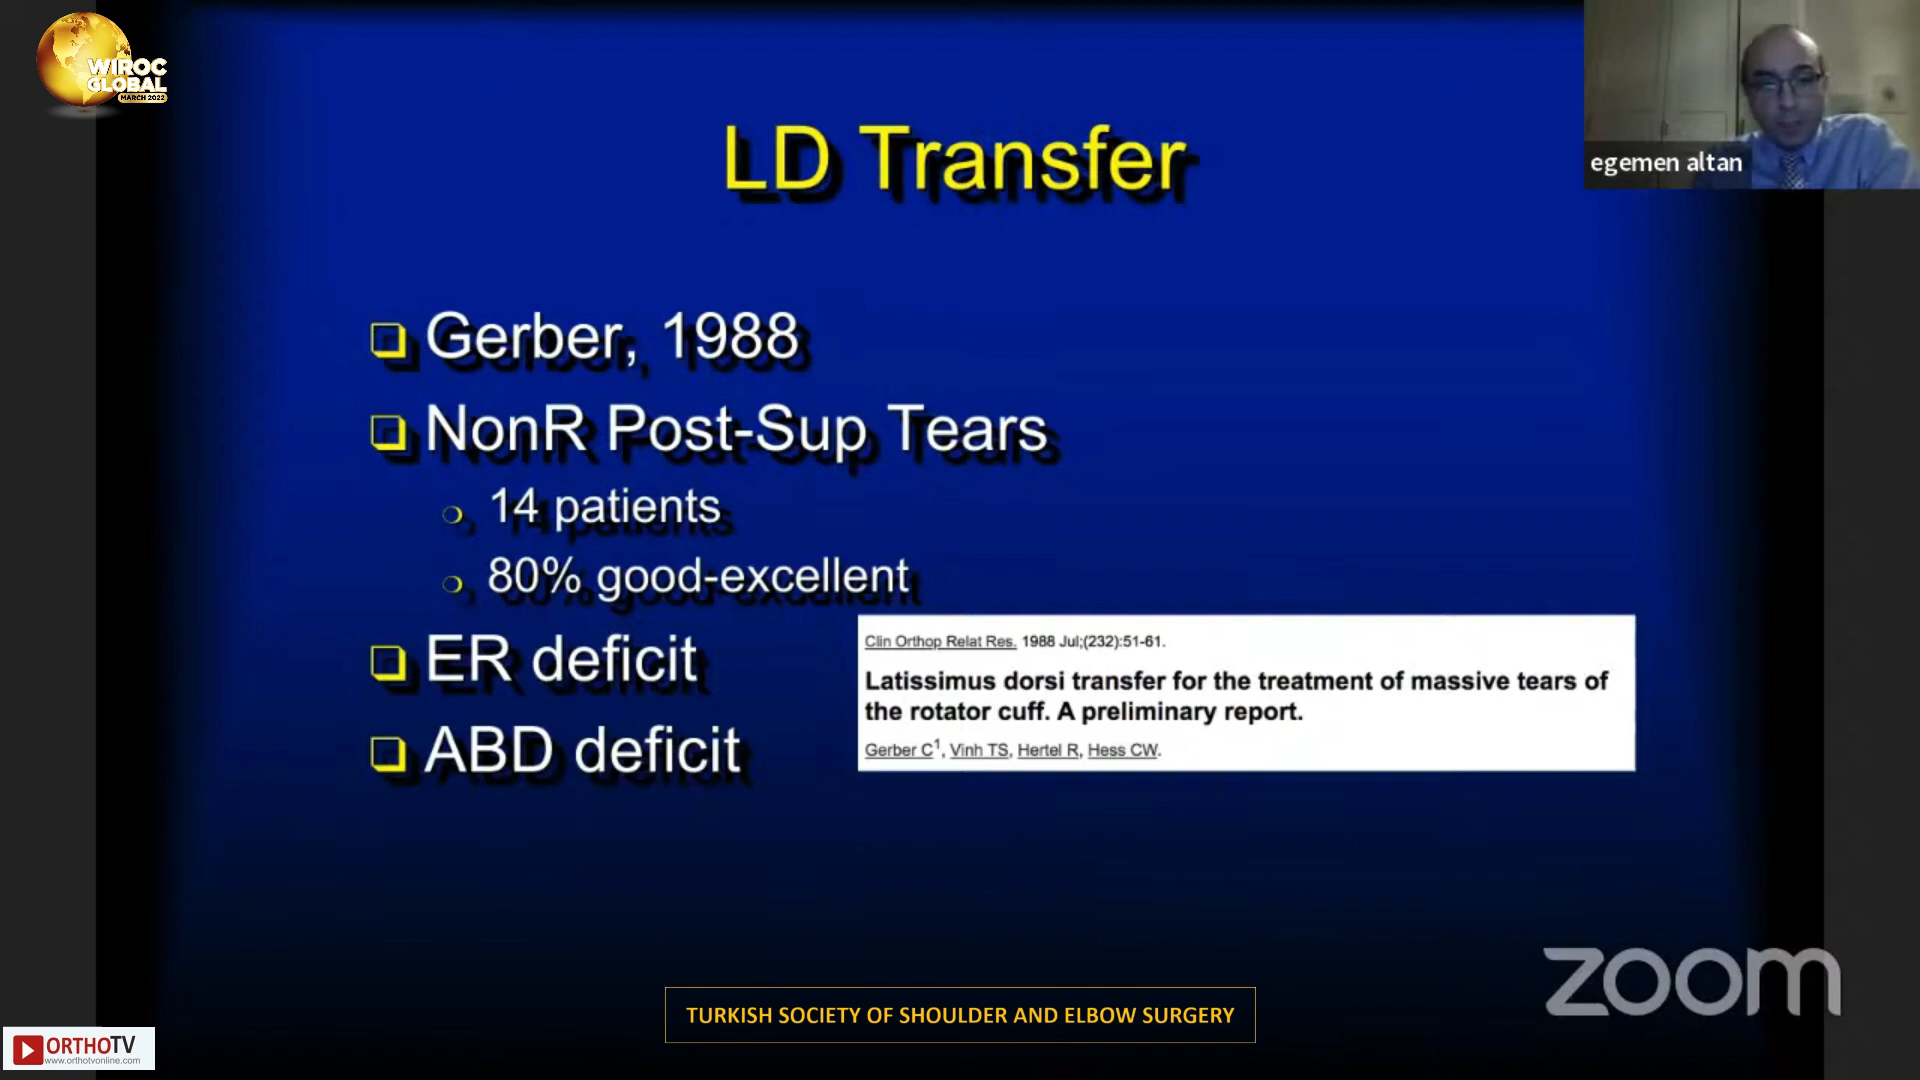 WIROC
GLOBAL
MARCH 2022
egemen altan
LD Transfer
Gerber, 1988
NonR Post-Sup Tears
14 patients
80% good-excellent
ER deficit
ABD deficit
Clin Orthop Relat Res. 1988 Jul;(232):51-61.
Latissimus dorsi transfer for the treatment of massive tears of
the rotator cuff. A preliminary report.
Gerber C1, Vinh TS, Hertel R, Hess CW.
zoom
TURKISH SOCIETY OF SHOULDER AND ELBOW SURGERY
ORTHOTV
www.orthotvonline.com